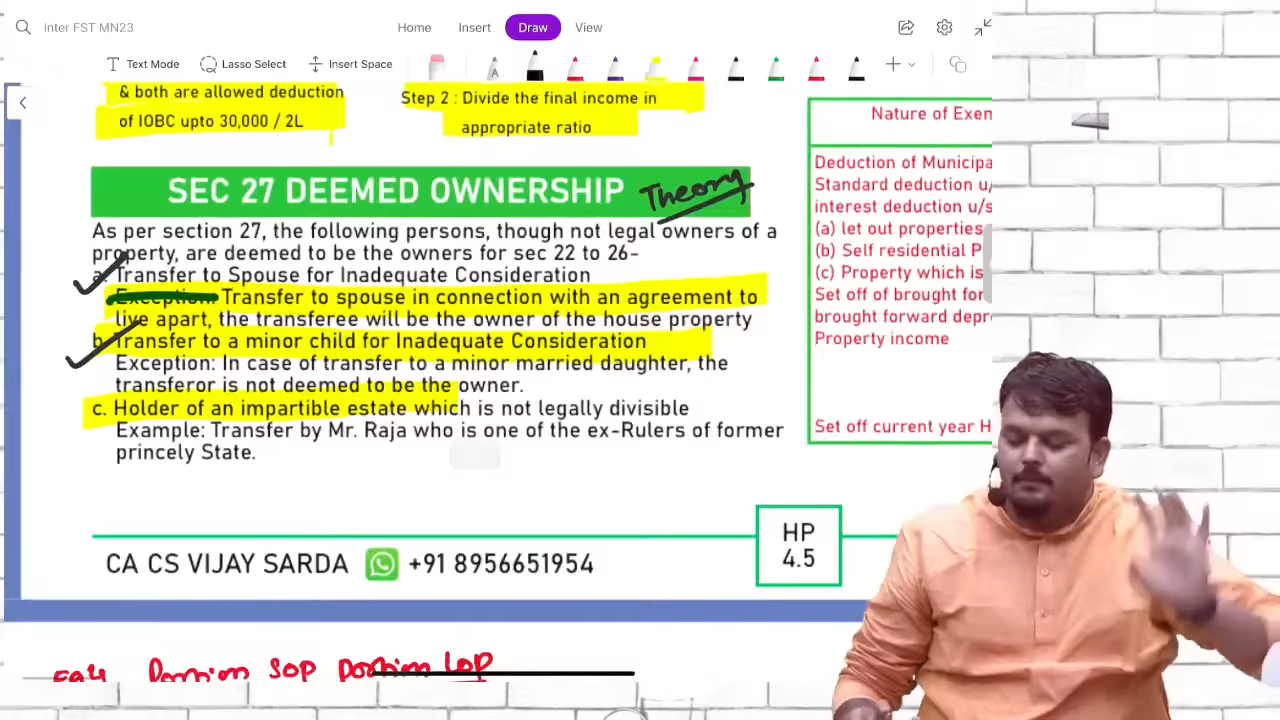 Inter FST MN23
Home Insert Draw View
Text Mode Lasso Select Insert Space
& both are allowed deduction
of IOBC upto 30,000 / 2L
Step 2 : Divide the final income in
appropriate ratio
SEC 27 DEEMED OWNERSHIP Theory
As per section 27, the following persons, though not legal owners of a
property, are deemed to be the owners for sec 22 to 26-
a. Transfer to Spouse for Inadequate Consideration
Exception: Transfer to spouse in connection with an agreement to
live apart, the transferee will be the owner of the house property
b. Transfer to a minor child for Inadequate Consideration
Exception: In case of transfer to a minor married daughter, the
transferor is not deemed to be the owner.
c. Holder of an impartible estate which is not legally divisible
Example: Transfer by Mr. Raja who is one of the ex-Rulers of former
princely State.
Nature of Exen
Deduction of Municipa
Standard deduction u/
interest deduction u/s
(a) let out properties
(b) Self residential P
(c) Property which is
Set off of brought for
brought forward depr
Property income
Set off current year H
CA CS VIJAY SARDA +91 8956651954
HP
4.5
SOP LOP